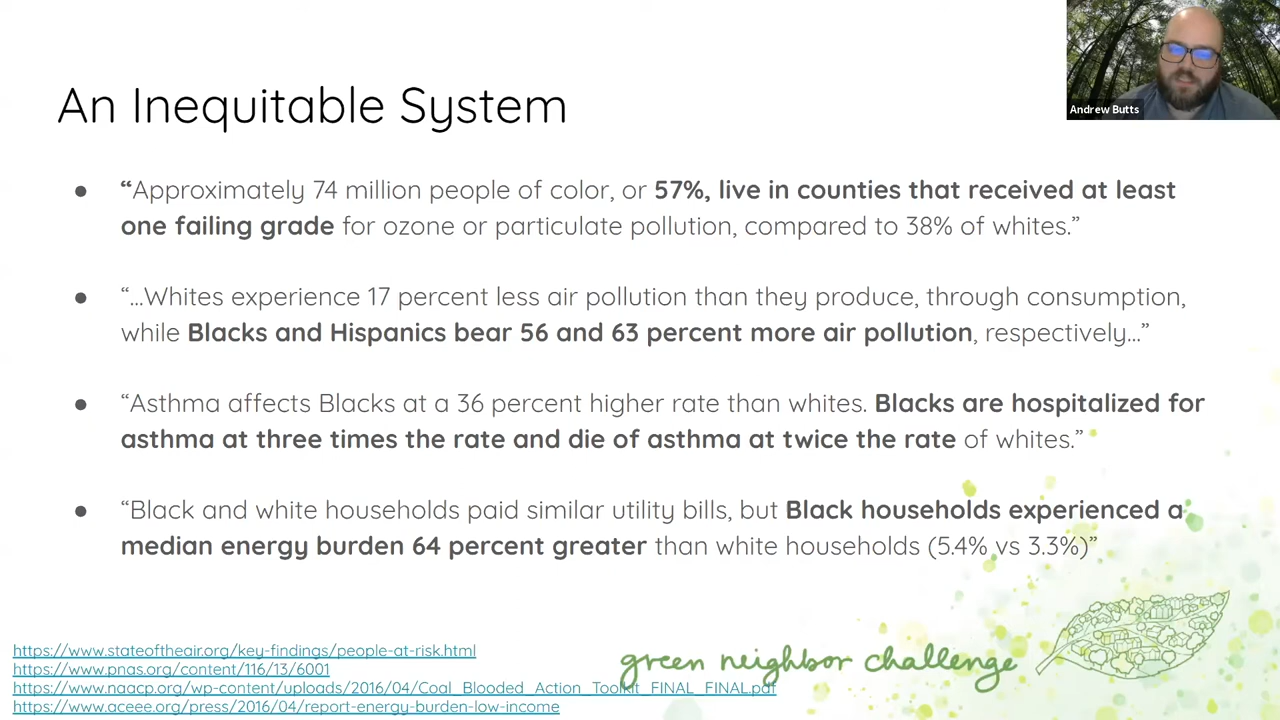 An Inequitable System
Andrew Butts
● “Approximately 74 million people of color, or 57%, live in counties that received at least
one failing grade for ozone or particulate pollution, compared to 38% of whites.”
● “...Whites experience 17 percent less air pollution than they produce, through consumption,
while Blacks and Hispanics bear 56 and 63 percent more air pollution, respectively...”
● “Asthma affects Blacks at a 36 percent higher rate than whites. Blacks are hospitalized for
asthma at three times the rate and die of asthma at twice the rate of whites.”
● “Black and white households paid similar utility bills, but Black households experienced a
median energy burden 64 percent greater than white households (5.4% vs 3.3%)”
https://www.stateoftheair.org/key-findings/people-at-risk.html
https://www.pnas.org/content/116/13/6001
https://www.naacp.org/wp-content/uploads/2016/04/Coal_Blooded_Action_Toolkit_FINAL_FINAL.pdf
https://www.aceee.org/press/2016/04/report-energy-burden-low-income
green neighbor challenge